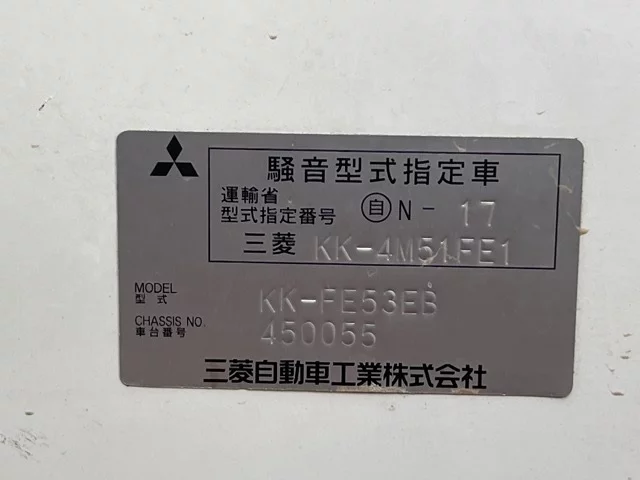 騒音型式指定車
運輸省
型式指定番号 自 N- 17
三菱 KK-4M51FE1
MODEL
型式 KK-FE53EB
CHASSIS NO.
車台番号 450055
三菱自動車工業株式会社